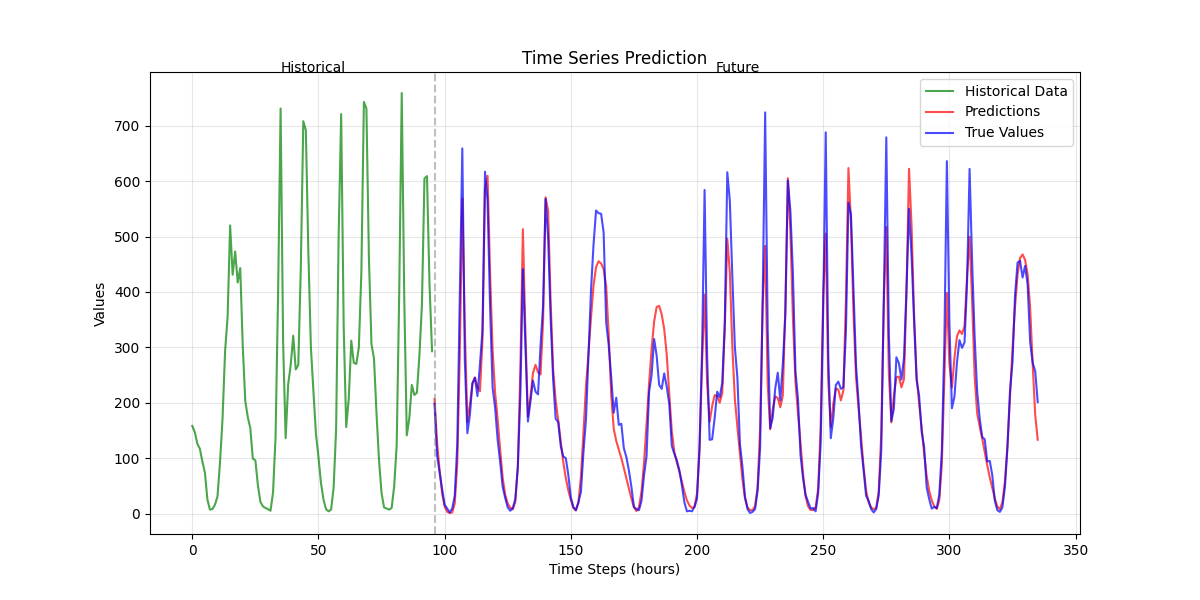 Time Series Prediction
Historical
Future
Historical Data
Predictions
True Values
Values
700
600
500
400
300
200
100
0
0
50
100
150
200
250
300
350
Time Steps (hours)